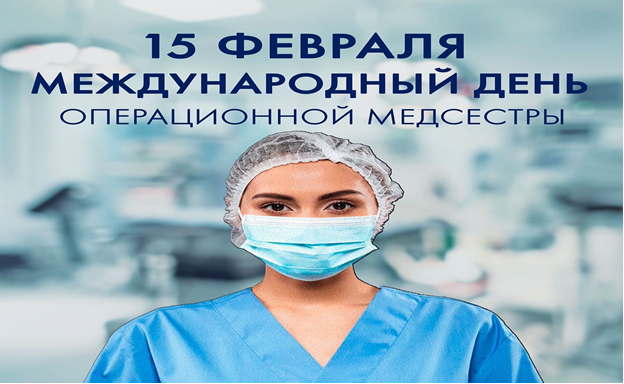 15 ФЕВРАЛЯ
МЕЖДУНАРОДНЫЙ ДЕНЬ
ОПЕРАЦИОННОЙ МЕДСЕСТРЫ